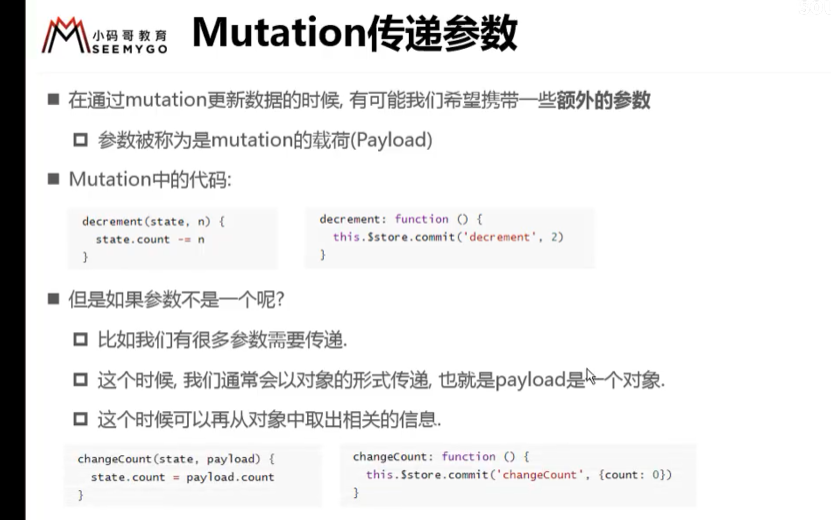 小码哥教育
SEEMYGO
Mutation传递参数
在通过mutation更新数据的时候, 有可能我们希望携带一些额外的参数
参数被称为是mutation的载荷(Payload)
Mutation中的代码:
decrement(state, n) {
state.count -= n
}
decrement: function () {
this.$store.commit('decrement', 2)
}
但是如果参数不是一个呢?
比如我们有很多参数需要传递.
这个时候, 我们通常会以对象的形式传递, 也就是payload是一个对象.
这个时候可以再从对象中取出相关的信息.
changeCount(state, payload) {
state.count = payload.count
}
changeCount: function () {
this.$store.commit('changeCount', {count: 0})
}